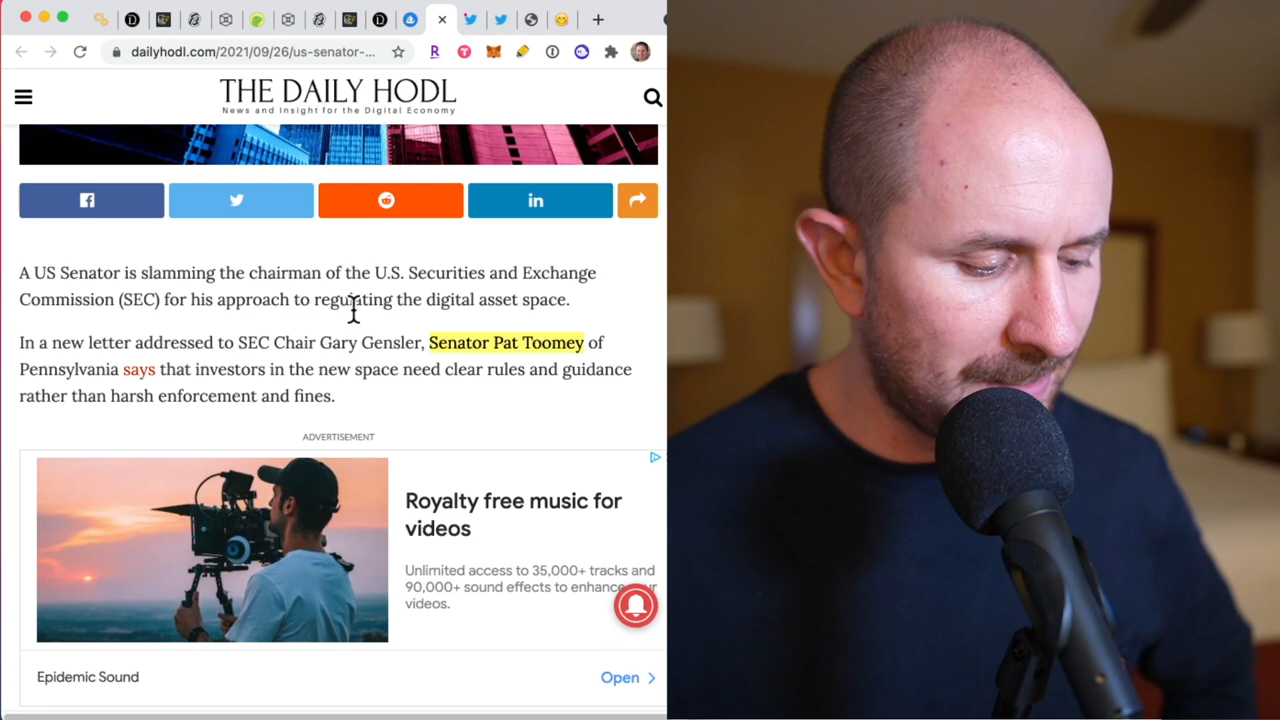 dailyhodl.com/2021/09/26/us-senator-...
THE DAILY HODL
News and Insight for the Digital Economy
A US Senator is slamming the chairman of the U.S. Securities and Exchange
Commission (SEC) for his approach to regulating the digital asset space.
In a new letter addressed to SEC Chair Gary Gensler, Senator Pat Toomey of
Pennsylvania says that investors in the new space need clear rules and guidance
rather than harsh enforcement and fines.
ADVERTISEMENT
Royalty free music for
videos
Unlimited access to 35,000+ tracks and
90,000+ sound effects to enhance your
videos.
Epidemic Sound
Open